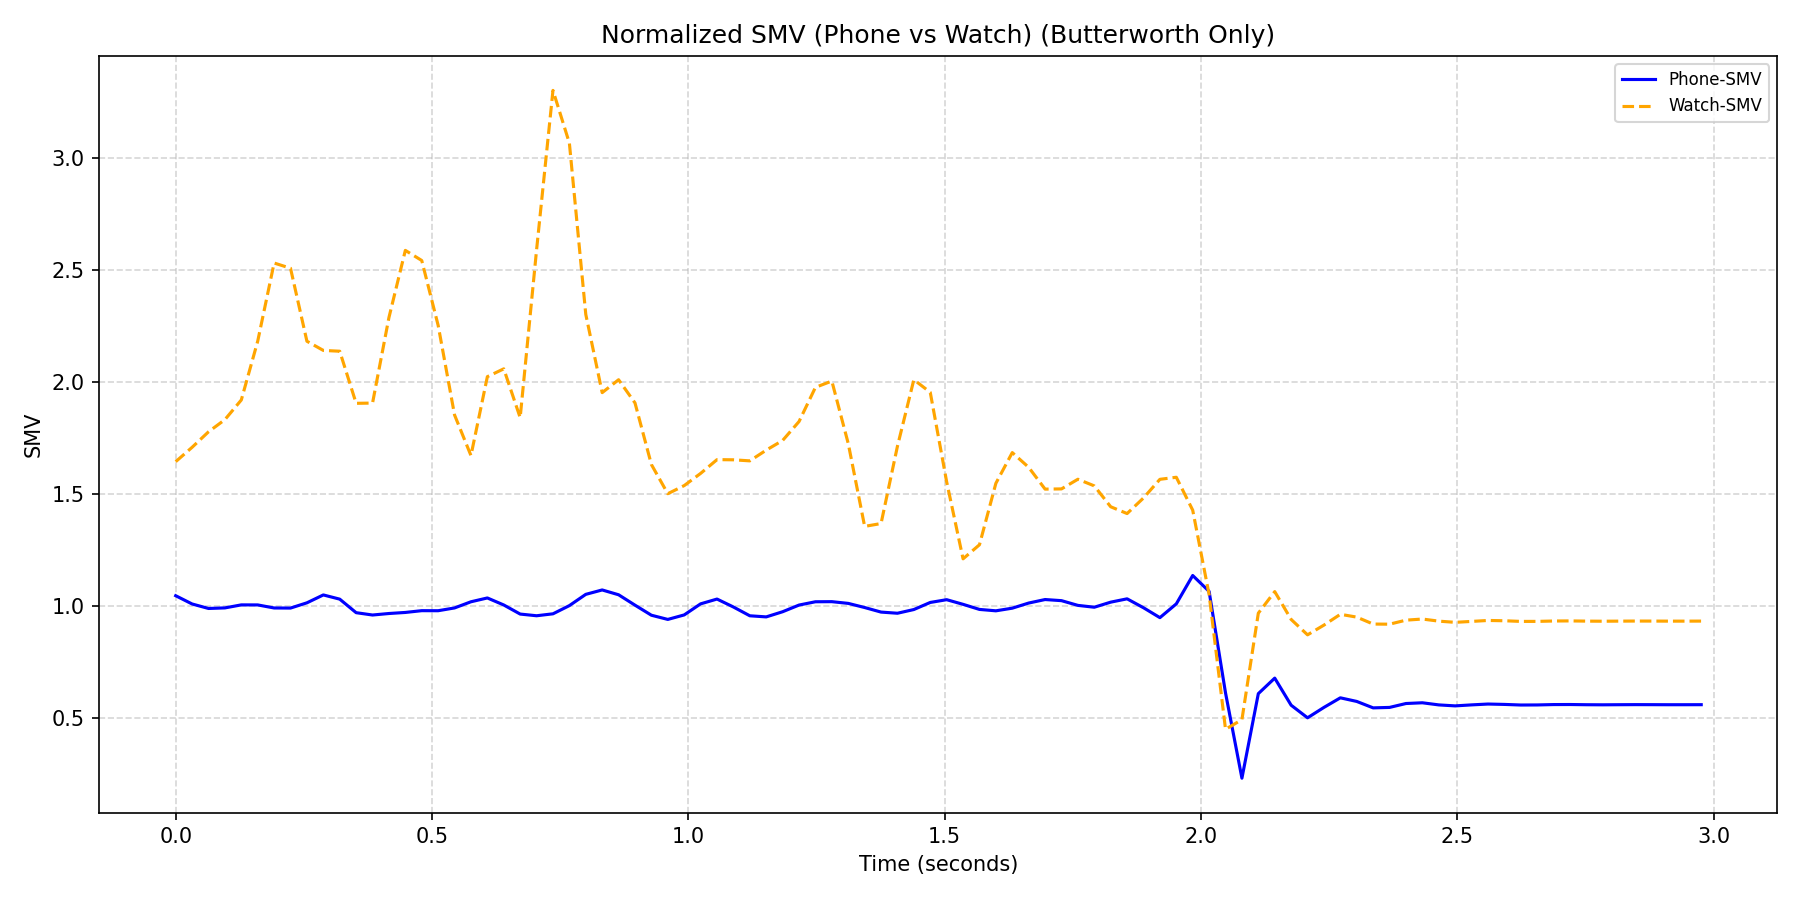 Normalized SMV (Phone vs Watch) (Butterworth Only)
Phone-SMV
Watch-SMV
SMV
3.0
2.5
2.0
1.5
1.0
0.5
0.0 0.5 1.0 1.5 2.0 2.5 3.0
Time (seconds)